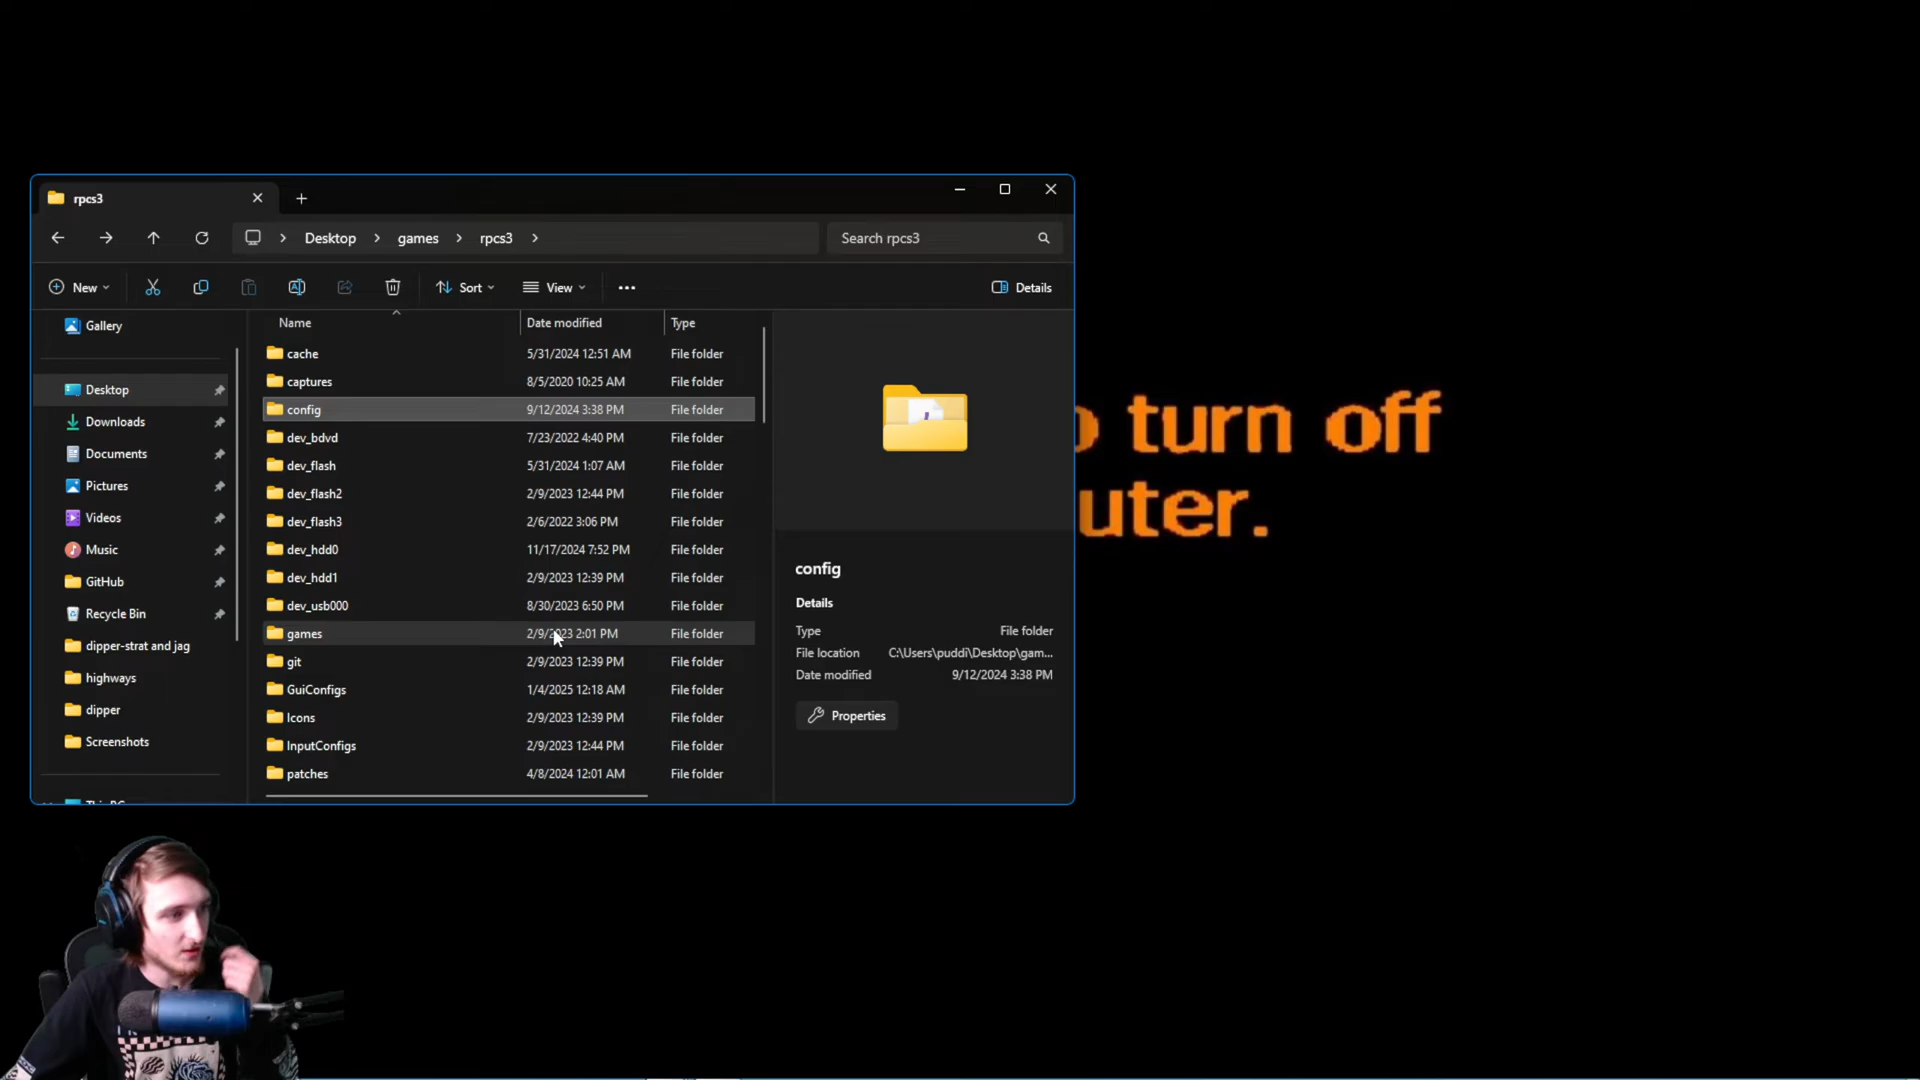 rpcs3
Desktop games rpcs3
Search rpcs3
New
Sort
View
Details
Gallery
Desktop
Downloads
Documents
Pictures
Videos
Music
GitHub
Recycle Bin
dipper-strat and jag
highways
dipper
Screenshots
Name Date modified Type
cache 5/31/2024 12:51 AM File folder
captures 8/5/2020 10:25 AM File folder
config 9/12/2024 3:38 PM File folder
dev_bdvd 7/23/2022 4:40 PM File folder
dev_flash 5/31/2024 1:07 AM File folder
dev_flash2 2/9/2023 12:44 PM File folder
dev_flash3 2/6/2022 3:06 PM File folder
dev_hdd0 11/17/2024 7:52 PM File folder
dev_hdd1 2/9/2023 12:39 PM File folder
dev_usb000 8/30/2023 6:50 PM File folder
games 2/9/2023 2:01 PM File folder
git 2/9/2023 12:39 PM File folder
GuiConfigs 1/4/2025 12:18 AM File folder
Icons 2/9/2023 12:39 PM File folder
InputConfigs 2/9/2023 12:44 PM File folder
patches 4/8/2024 12:01 AM File folder
config
Details
Type File folder
File location C:\Users\puddi\Desktop\gam...
Date modified 9/12/2024 3:38 PM
Properties
o turn off
uter.